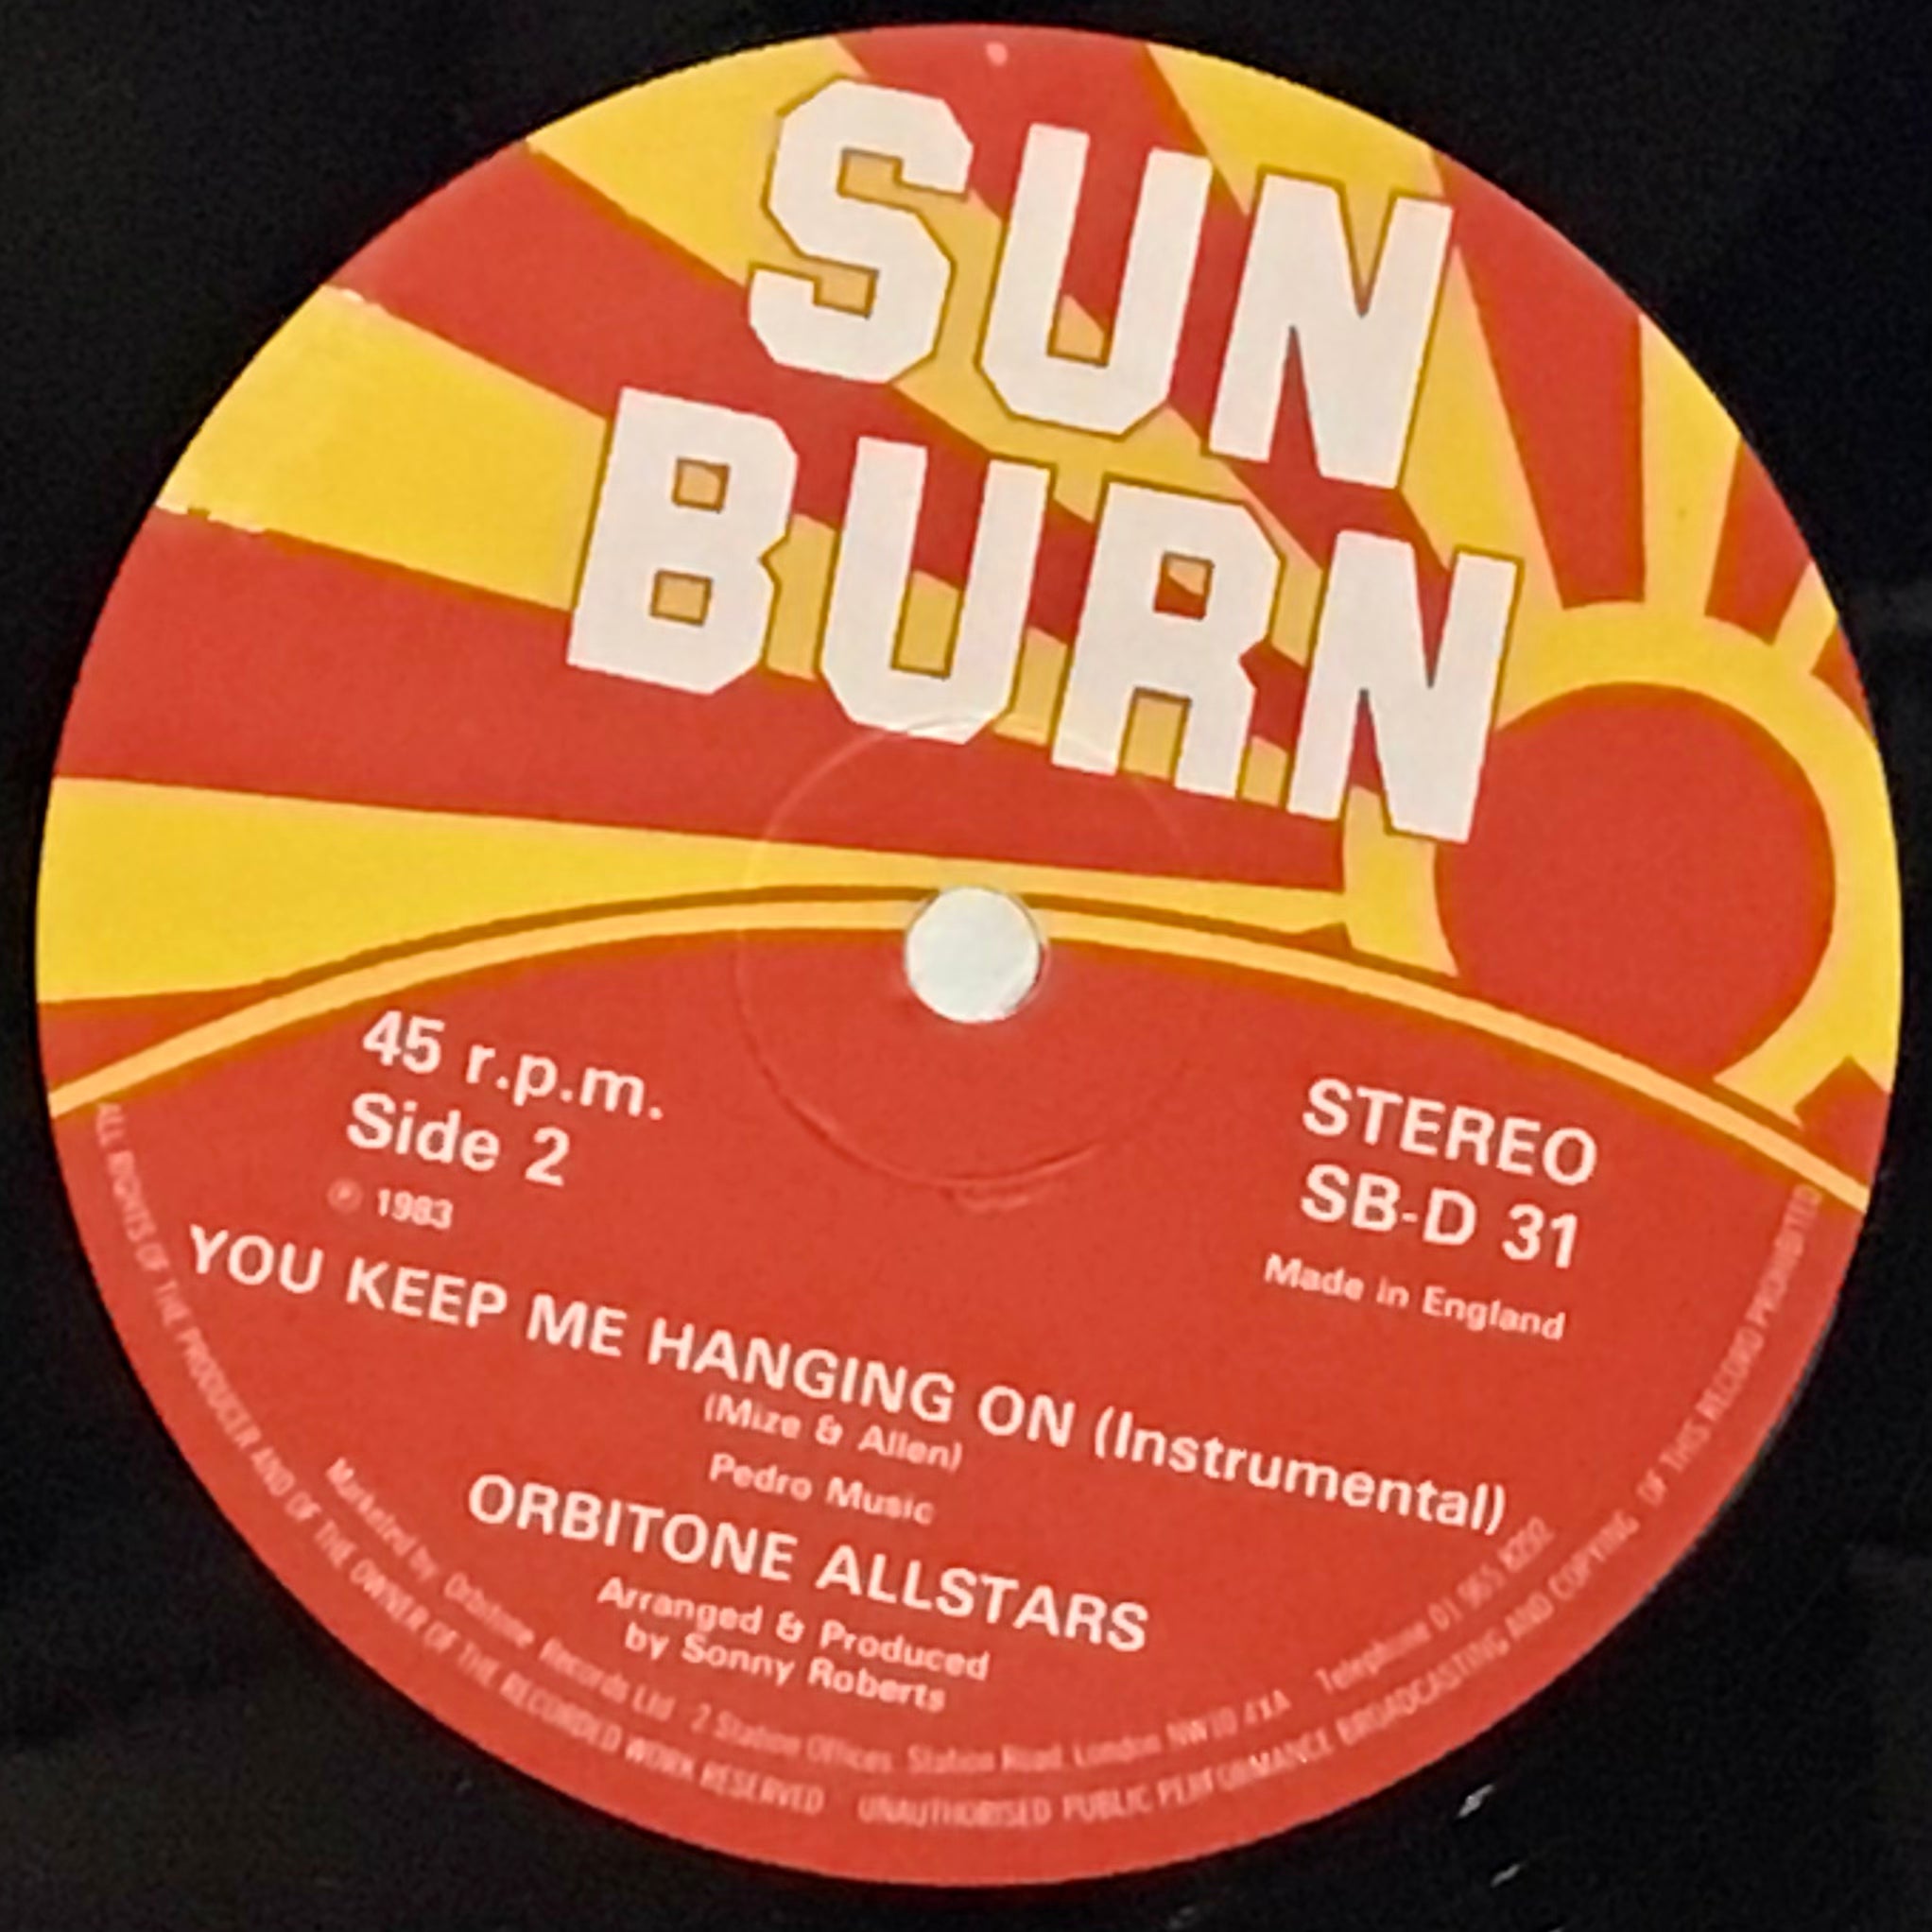 SUN
BURN
45 r.p.m.
Side 2
℗ 1983
STEREO
SB-D 31
Made in England
YOU KEEP ME HANGING ON (Instrumental)
(Mize & Allen)
Pedro Music
ORBITONE ALLSTARS
Arranged & Produced
by Sonny Roberts
Marketed by Orbitone Records Ltd 2 Station Offices, Station Road, London NW10 4XA Telephone 01 965 8292
ALL RIGHTS OF THE PRODUCER AND OF THE OWNER OF THE RECORDED WORK RESERVED UNAUTHORISED PUBLIC PERFORMANCE BROADCASTING AND COPYING OF THIS RECORD PROHIBITED